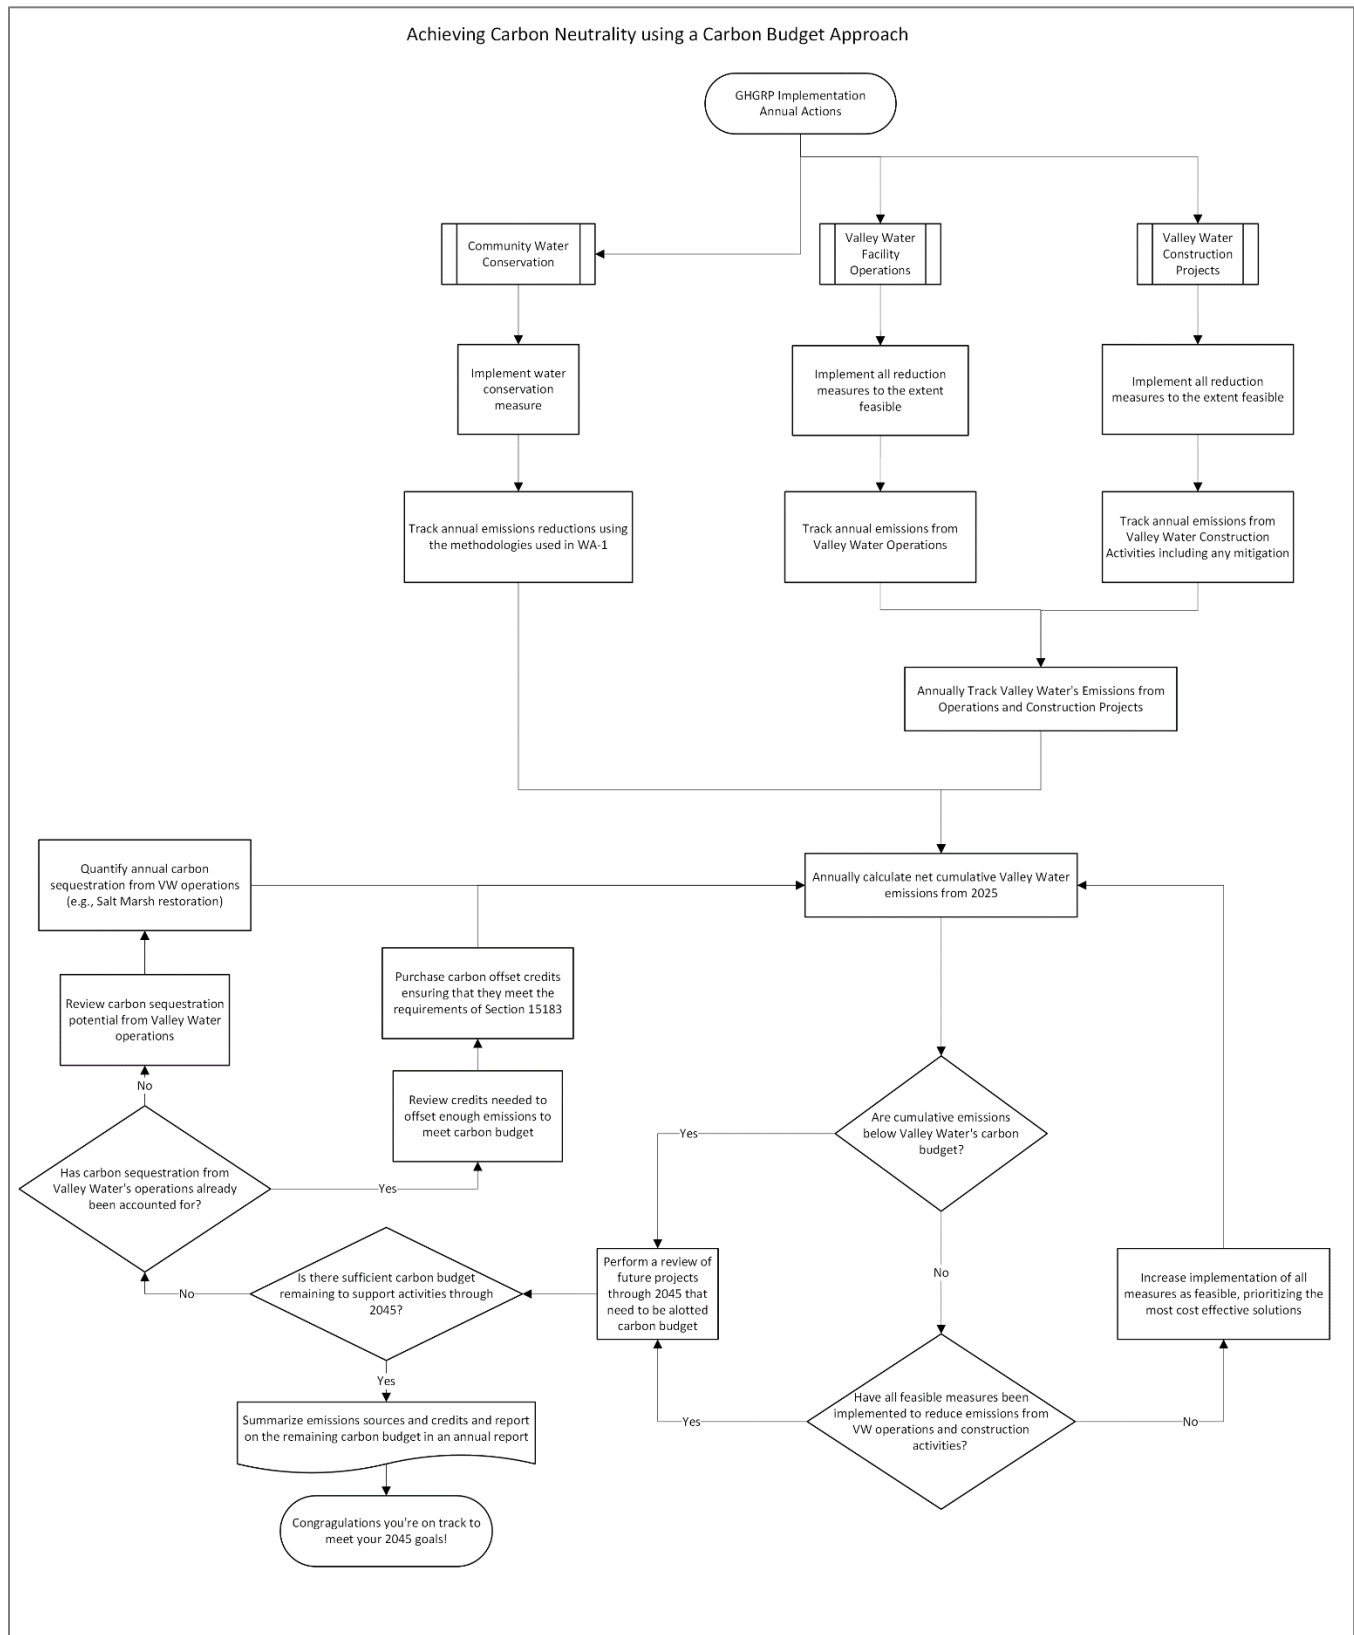 Achieving Carbon Neutrality using a Carbon Budget Approach
GHGRP Implementation
Annual Actions
Community Water
Conservation
Valley Water
Facility
Operations
Valley Water
Construction
Projects
Implement water
conservation
measure
Implement all reduction
measures to the extent
feasible
Implement all reduction
measures to the extent feasible
Track annual emissions reductions using
the methodologies used in WA-1
Track annual emissions from
Valley Water Operations
Track annual emissions from
Valley Water Construction
Activities including any mitigation
Annually Track Valley Water's Emissions from
Operations and Construction Projects
Quantify annual carbon
sequestration from VW operations
(e.g., Salt Marsh restoration)
Annually calculate net cumulative Valley Water
emissions from 2025
Purchase carbon offset credits
ensuring that they meet the
requirements of Section 15183
Review carbon sequestration
potential from Valley Water
operations
No
Review credits needed to
offset enough emissions to
meet carbon budget
Are cumulative emissions
below Valley Water's carbon
budget?
Yes
Has carbon sequestration from
Valley Water's operations already
been accounted for?
Yes
No
Perform a review of
future projects
through 2045 that
need to be alotted
carbon budget
Is there sufficient carbon budget
remaining to support activities through
2045?
No
Increase implementation of all
measures as feasible, prioritizing the
most cost effective solutions
Yes
Have all feasible measures been
implemented to reduce emissions from
VW operations and construction
activities?
Yes
No
Summarize emissions sources and credits and report
on the remaining carbon budget in an annual report
Congragulations you're on track to
meet your 2045 goals!